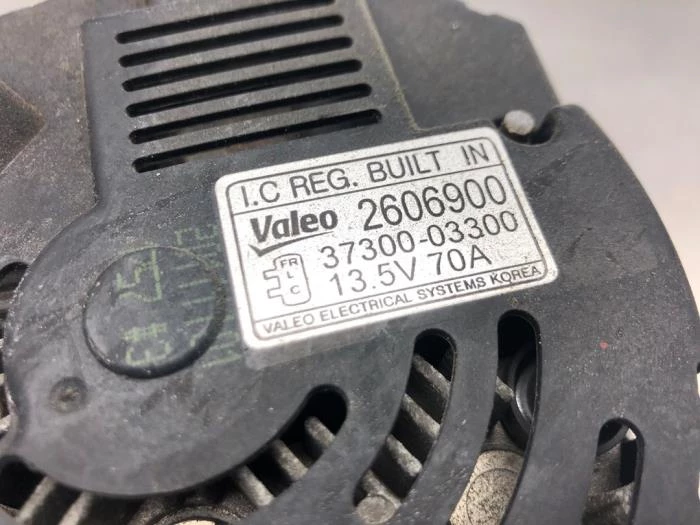 I.C REG. BUILT IN
Valeo 2606900
37300-03300
FR
L
C
13.5V 70A
VALEO ELECTRICAL SYSTEMS KOREA